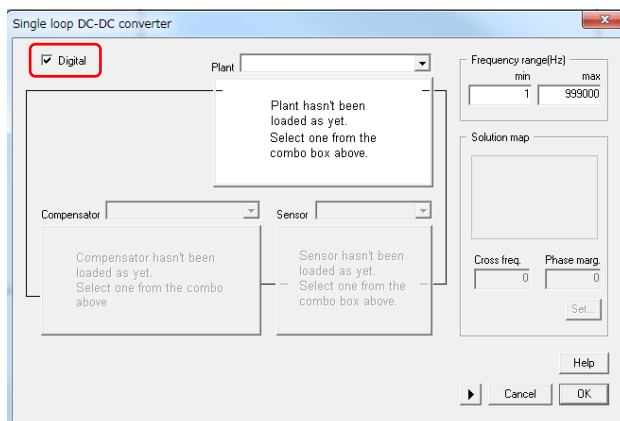 Single loop DC-DC converter
Digital
Plant
Frequency range(Hz)
min max
1 999000
Plant hasn't been
loaded as yet.
Select one from the
combo box above.
Solution map
Compensator
Sensor
Compensator hasn't been
loaded as yet.
Select one from the combo
above
Sensor hasn't been
loaded as yet.
Select one from the
combo box above.
Cross freq. Phase marg.
0 0
Set...
Help
Cancel OK